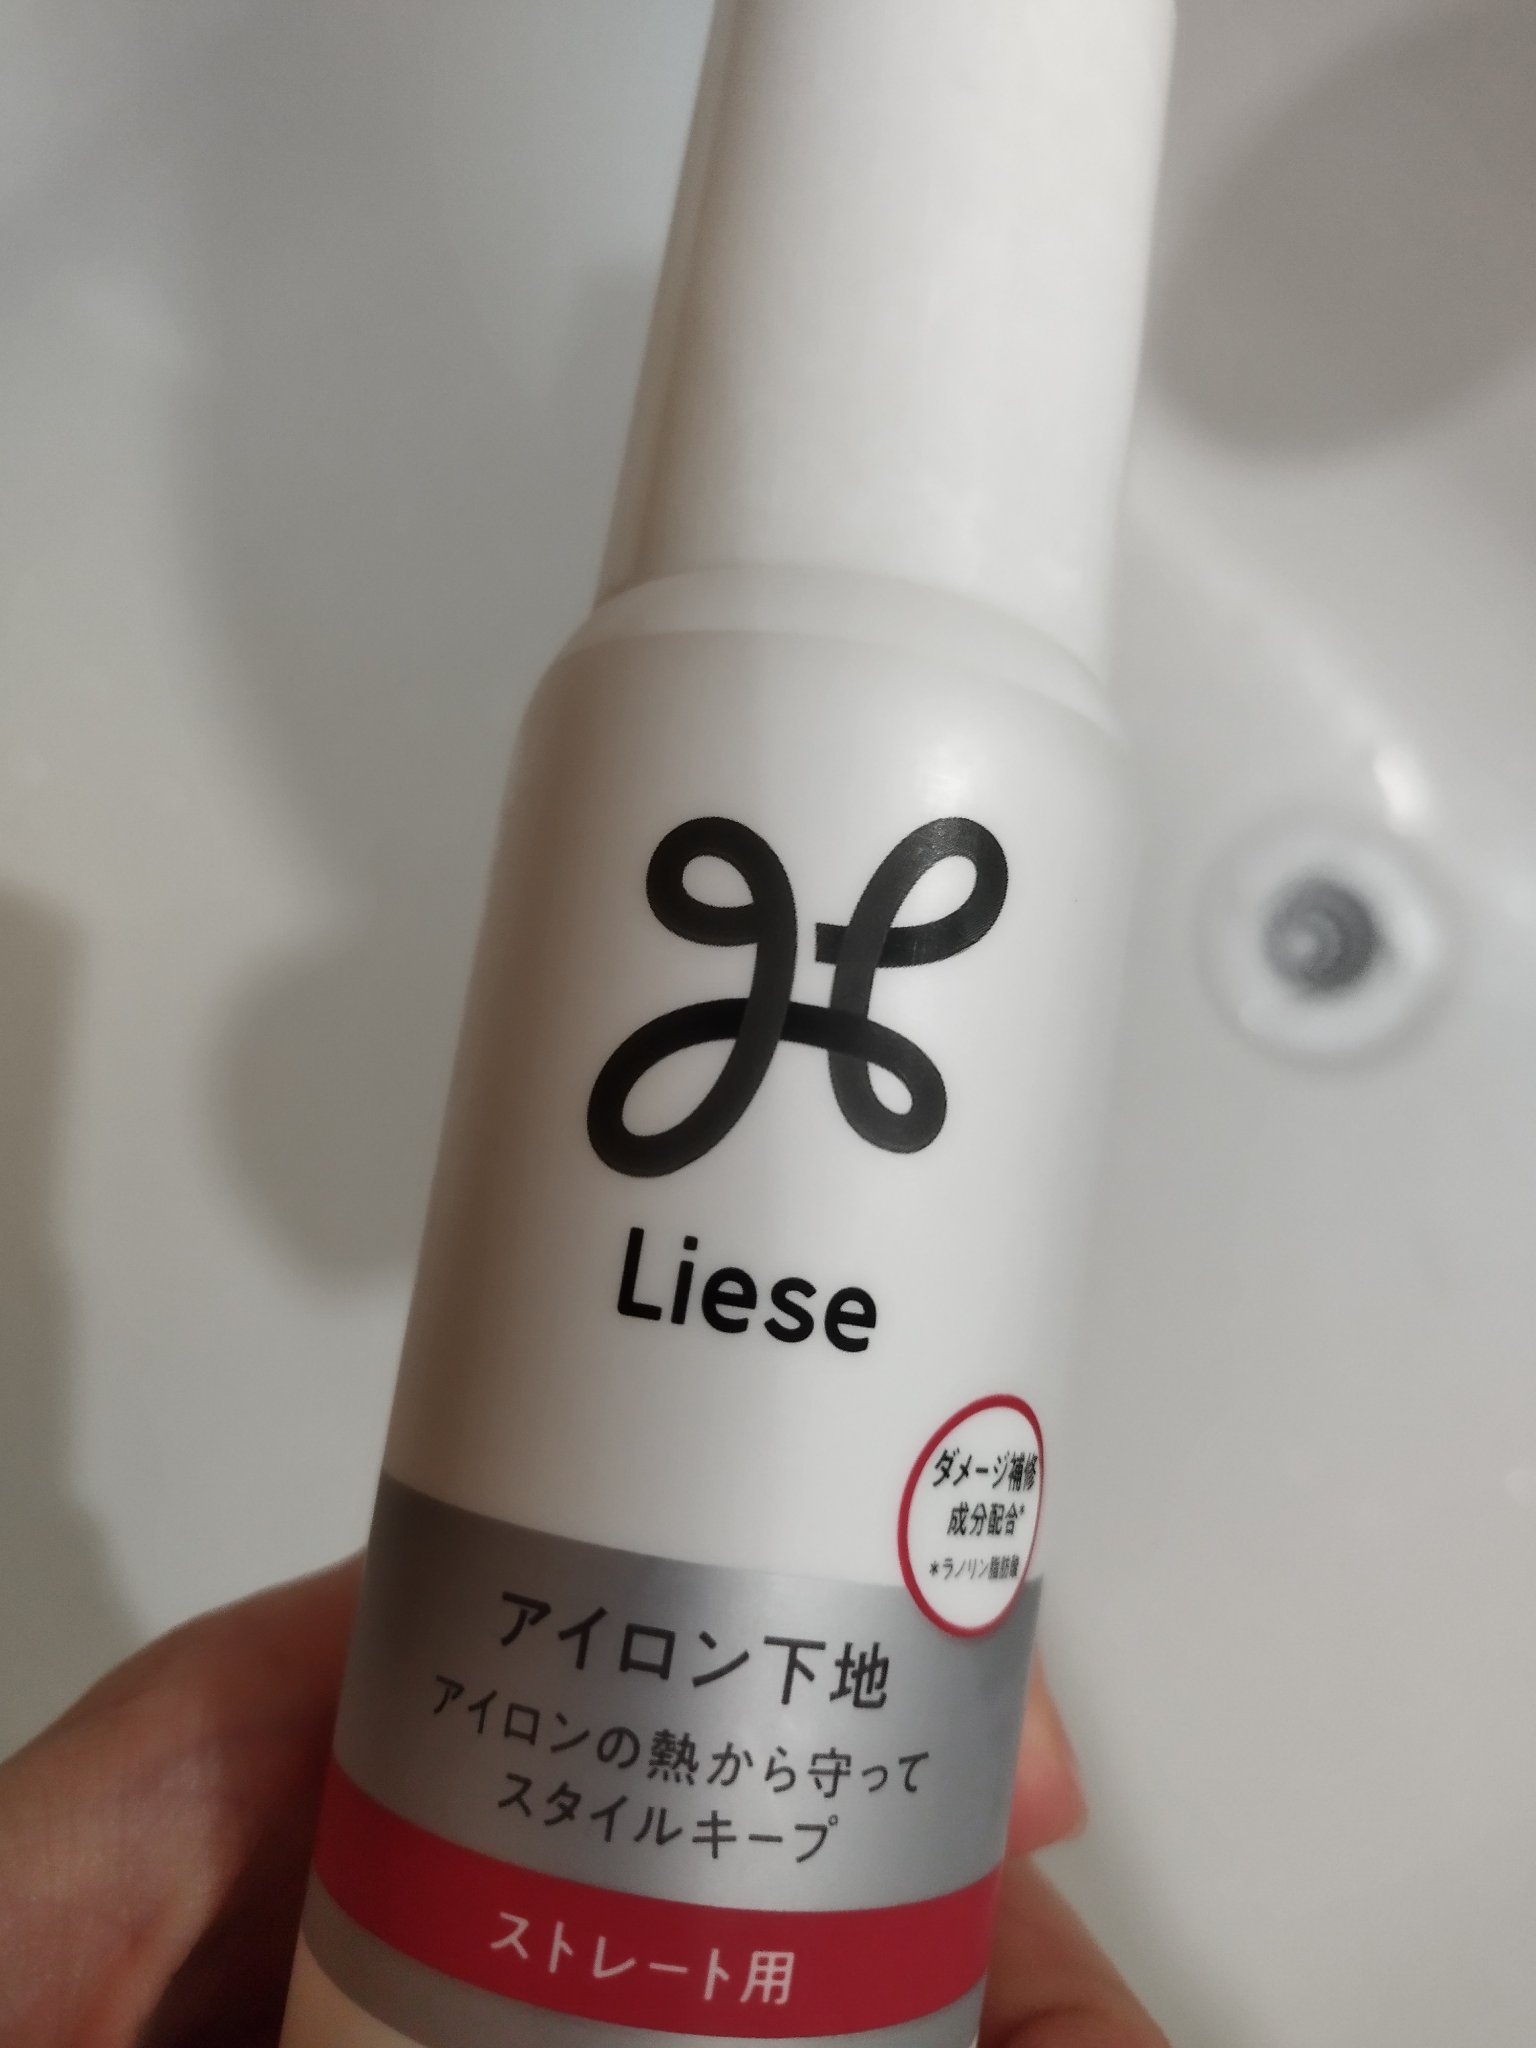 Liese
ダメージ補修
成分配合*
*ラノリン脂肪酸
アイロン下地
アイロンの熱から守って
スタイルキープ
ストレート用